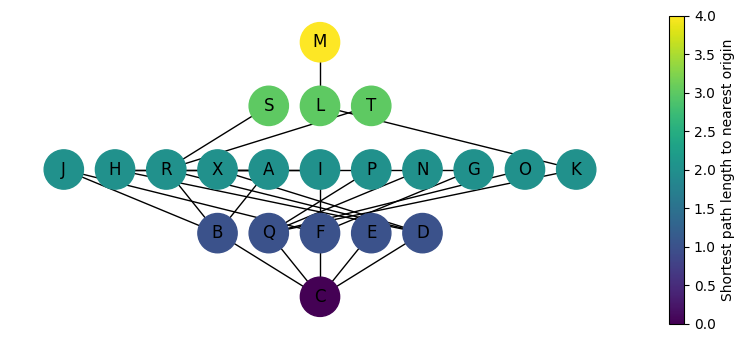 M
S L T
J H R X A I P N G O K
B Q F E D
C
4.0
3.5
3.0
2.5
2.0
1.5
1.0
0.5
0.0
Shortest path length to nearest origin